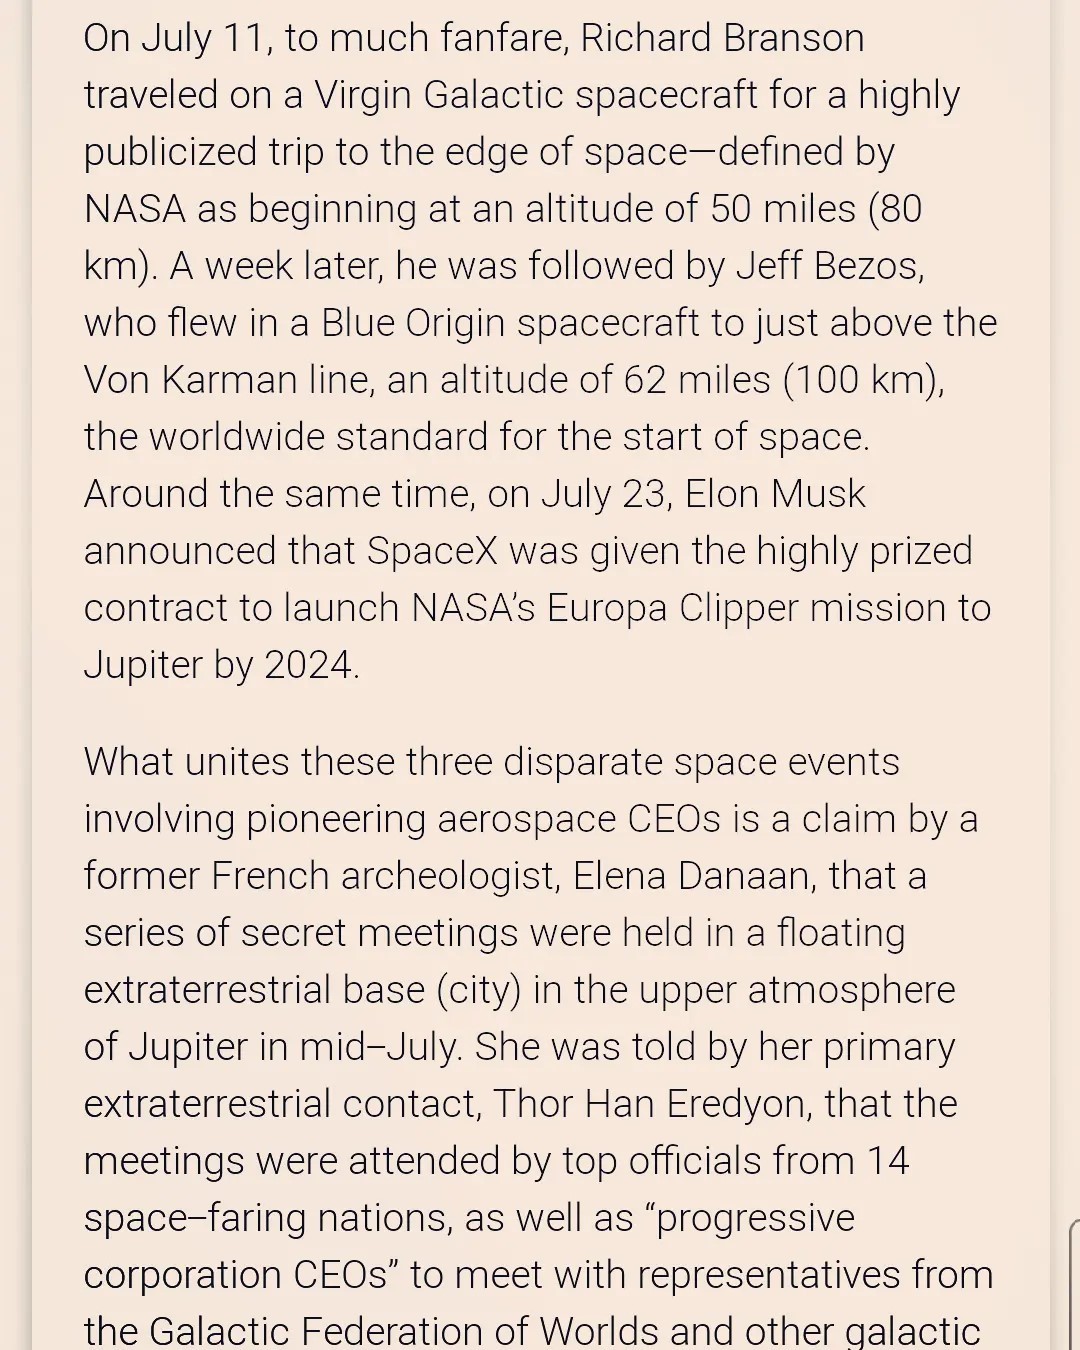 On July 11, to much fanfare, Richard Branson
traveled on a Virgin Galactic spacecraft for a highly
publicized trip to the edge of space—defined by
NASA as beginning at an altitude of 50 miles (80
km). A week later, he was followed by Jeff Bezos,
who flew in a Blue Origin spacecraft to just above the
Von Karman line, an altitude of 62 miles (100 km),
the worldwide standard for the start of space.
Around the same time, on July 23, Elon Musk
announced that SpaceX was given the highly prized
contract to launch NASA’s Europa Clipper mission to
Jupiter by 2024.
What unites these three disparate space events
involving pioneering aerospace CEOs is a claim by a
former French archeologist, Elena Danaan, that a
series of secret meetings were held in a floating
extraterrestrial base (city) in the upper atmosphere
of Jupiter in mid–July. She was told by her primary
extraterrestrial contact, Thor Han Eredyon, that the
meetings were attended by top officials from 14
space–faring nations, as well as “progressive
corporation CEOs” to meet with representatives from
the Galactic Federation of Worlds and other galactic